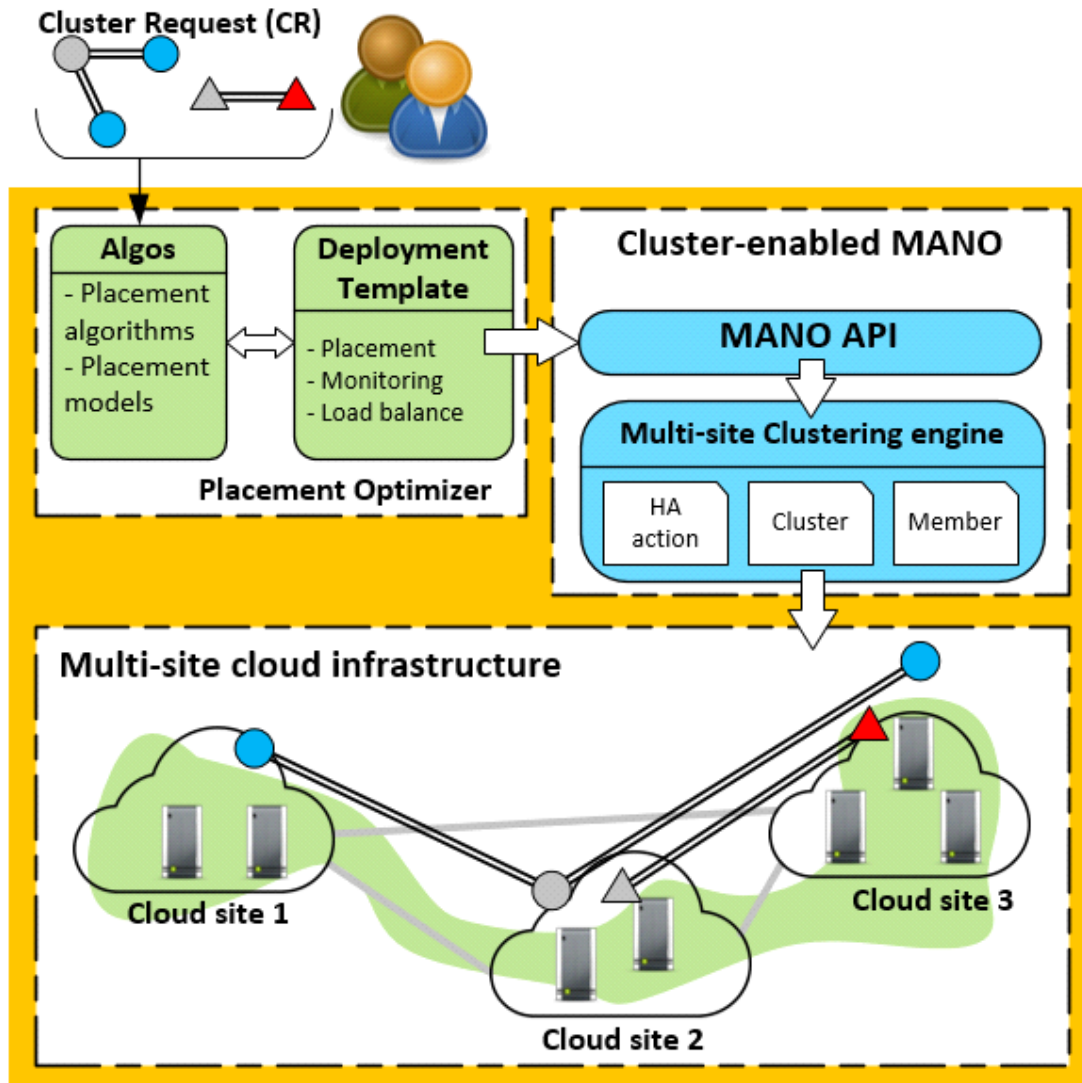 Cluster Request (CR)
Algos
- Placement
algorithms
- Placement
models
Deployment
Template
- Placement
- Monitoring
- Load balance
Placement Optimizer
Cluster-enabled MANO
MANO API
Multi-site Clustering engine
HA
action
Cluster
Member
Multi-site cloud infrastructure
Cloud site 1
Cloud site 2
Cloud site 3